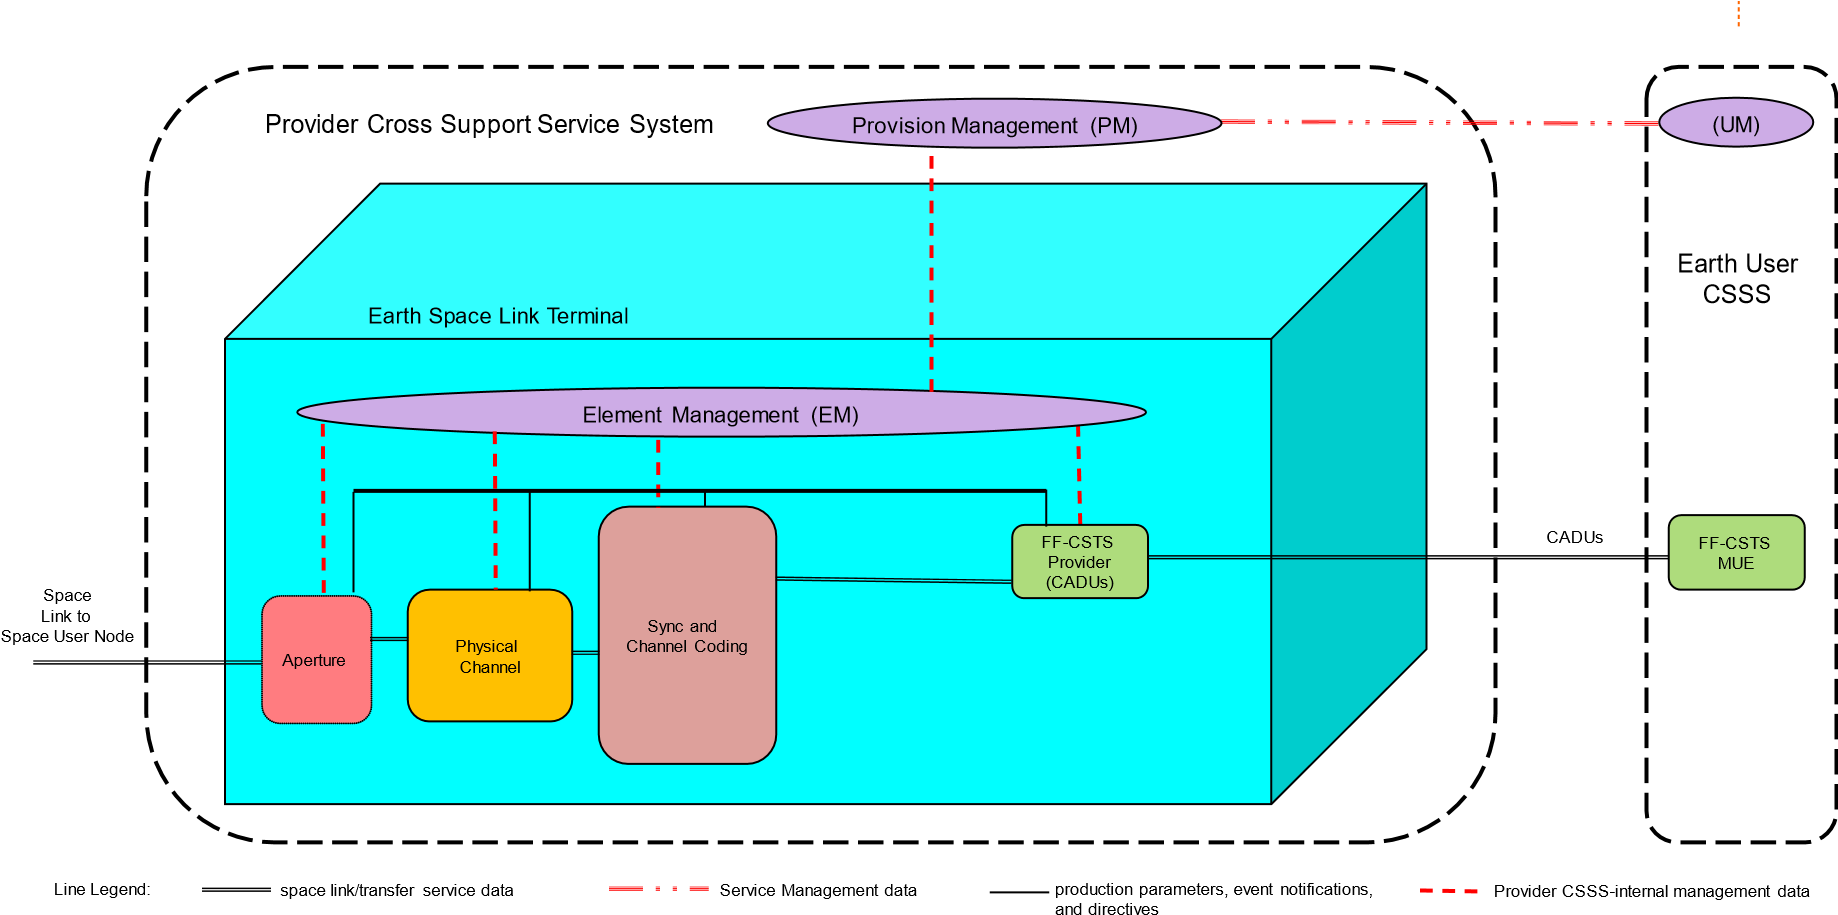 Provider Cross Support Service System
Provision Management (PM)
(UM)
Earth User
CSSS
Earth Space Link Terminal
Element Management (EM)
FF-CSTS
Provider
(CADUs)
CADUs
FF-CSTS
MUE
Space
Link to
Space User Node
Aperture
Physical
Channel
Sync and
Channel Coding
Line Legend:
space link/transfer service data
Service Management data
production parameters, event notifications,
and directives
Provider CSSS-internal management data